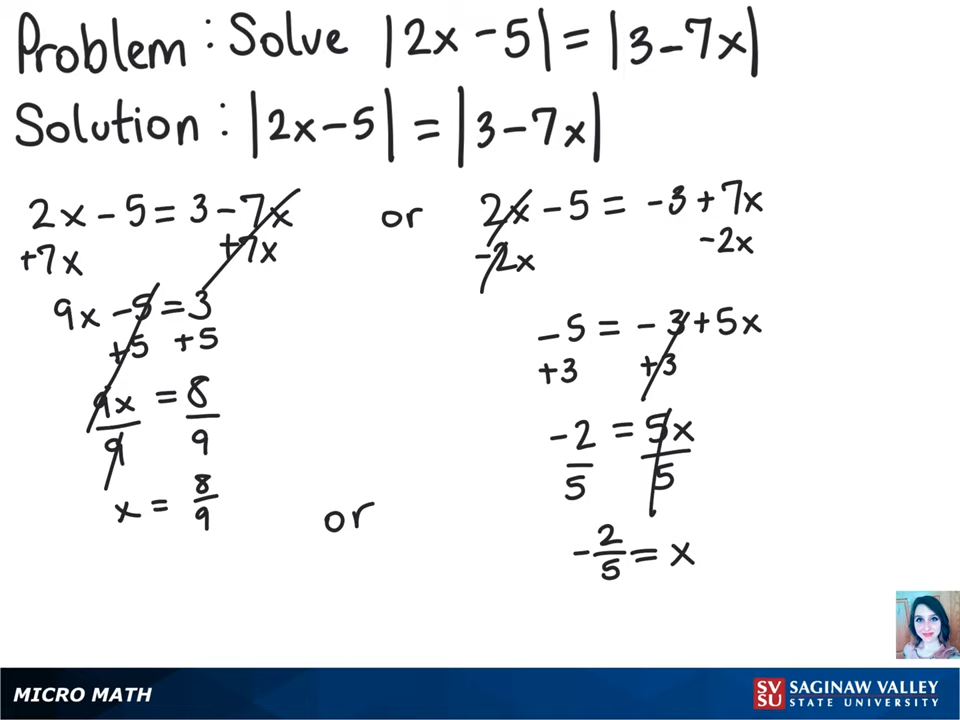 Problem: Solve |2x - 5| = |3 - 7x|
Solution: |2x - 5| = |3 - 7x|
2x - 5 = 3 - 7x or 2x - 5 = -3 + 7x
+7x +7x -2x -2x
9x - 5 = 3 -5 = -3 + 5x
+5 +5 +3 +3
9x/9 = 8/9 -2/5 = 5x/5
x = 8/9 or -2/5 = x
MICRO MATH
SVSU SAGINAW VALLEY
STATE UNIVERSITY